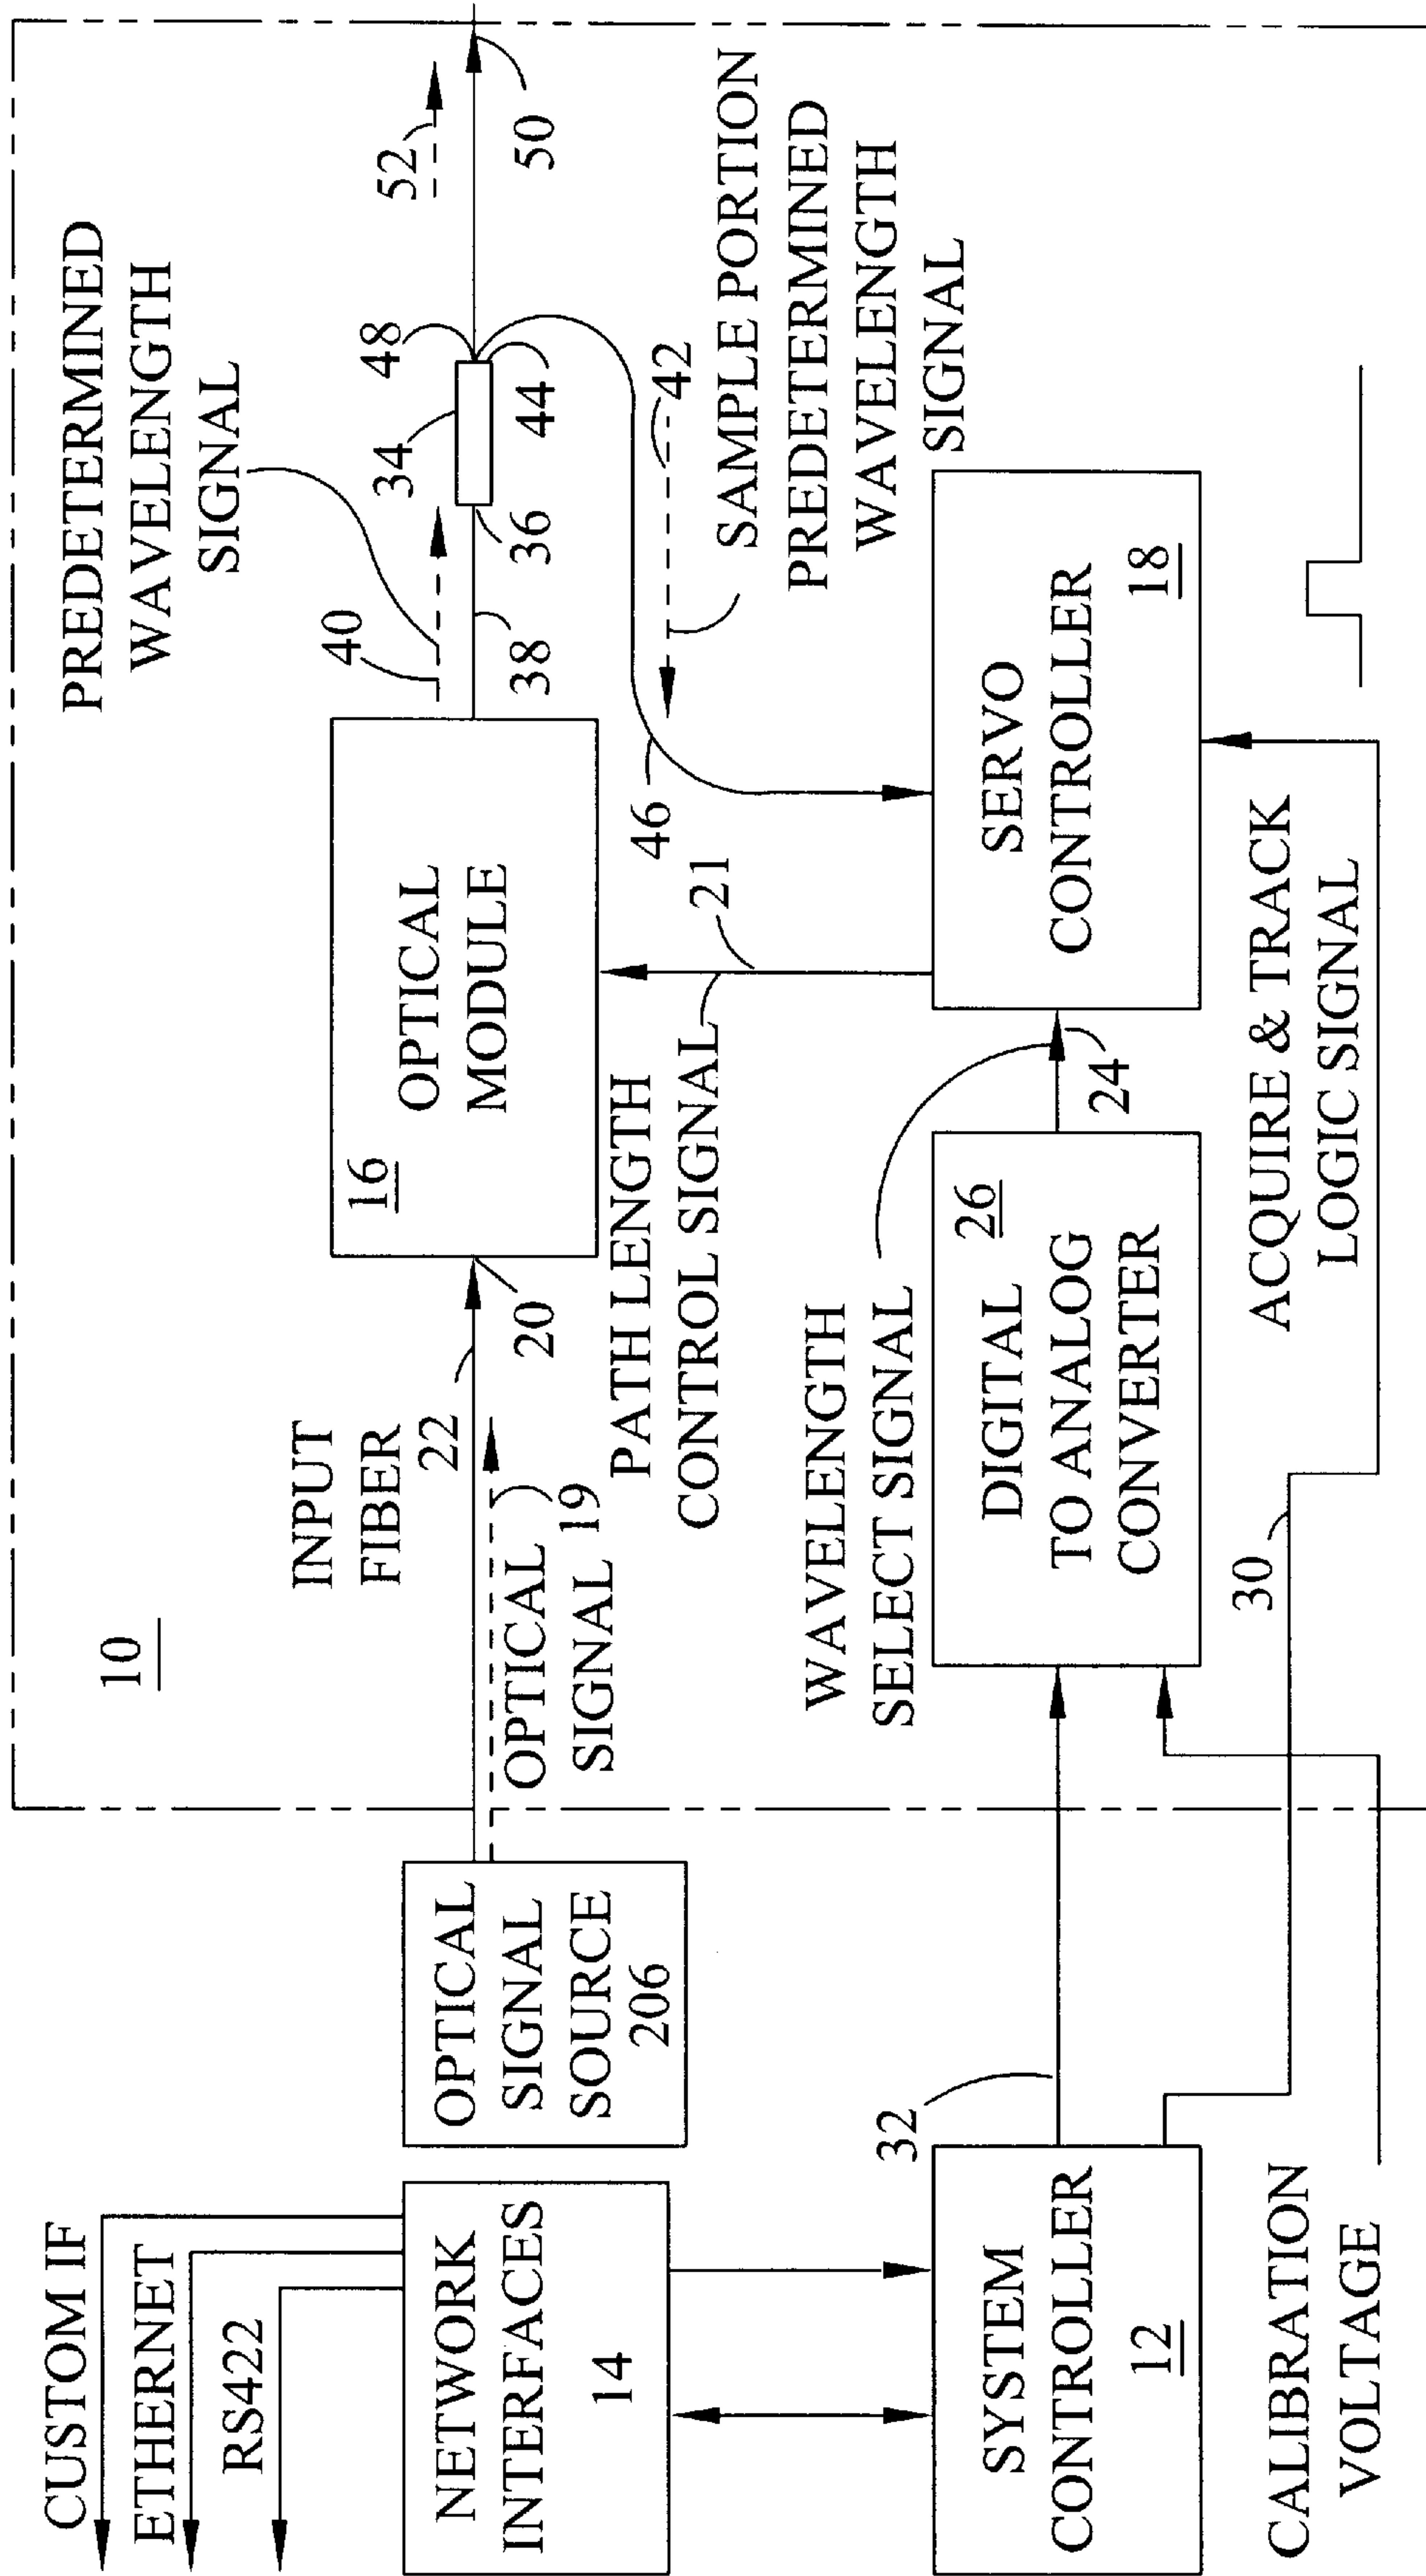 CUSTOM IF
ETHERNET
RS422
NETWORK
INTERFACES
14
OPTICAL
SIGNAL
SOURCE
206
SYSTEM
CONTROLLER
12
32
CALIBRATION
VOLTAGE
10
INPUT
FIBER
22
OPTICAL
SIGNAL
19
20
16
OPTICAL
MODULE
PREDETERMINED
WAVELENGTH
SIGNAL
40
38
36
34
48
44
52
50
42
SAMPLE PORTION
PREDETERMINED
WAVELENGTH
SIGNAL
46
21
PATH LENGTH
CONTROL SIGNAL
WAVELENGTH
SELECT SIGNAL
24
DIGITAL
26
TO ANALOG
CONVERTER
SERVO
CONTROLLER
18
30
ACQUIRE & TRACK
LOGIC SIGNAL